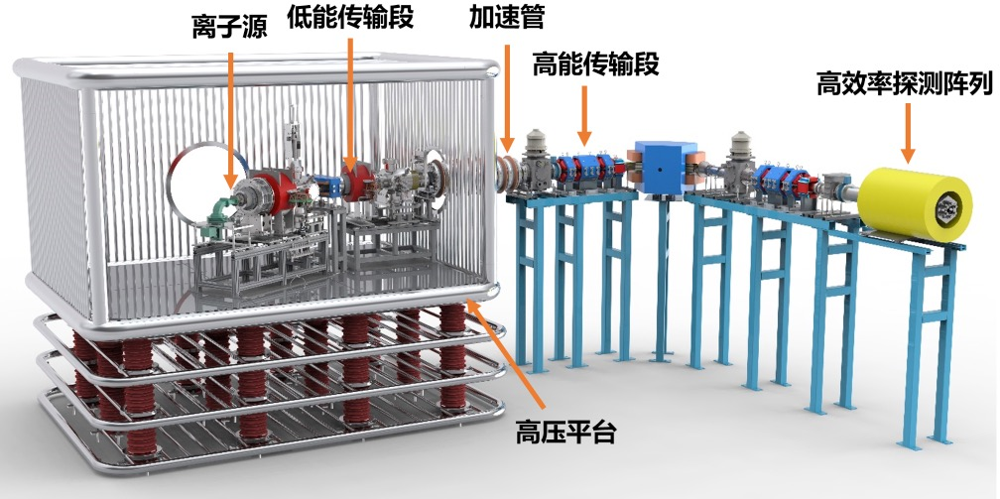 离子源
低能传输段
加速管
高能传输段
高效率探测阵列
高压平台